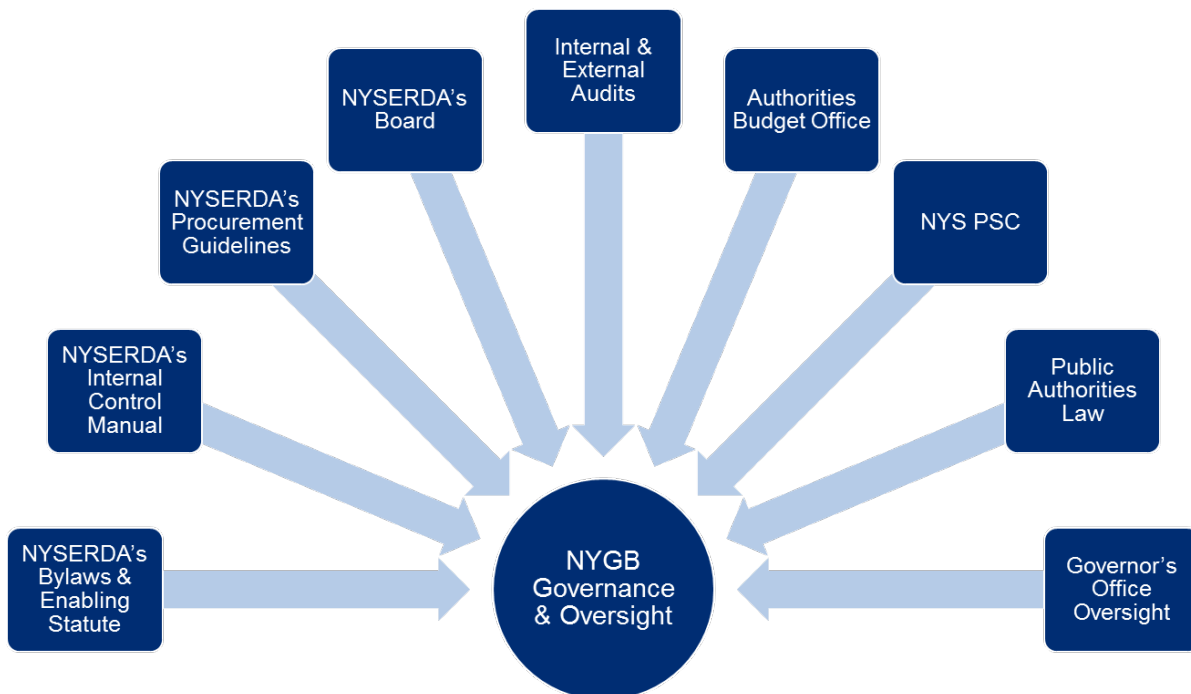 Internal &
External
Audits
NYSERDA's
Board
Authorities
Budget Office
NYSERDA's
Procurement
Guidelines
NYS PSC
NYSERDA's
Internal
Control
Manual
Public
Authorities
Law
NYSERDA's
Bylaws &
Enabling
Statute
NYGB
Governance
& Oversight
Governor's
Office
Oversight